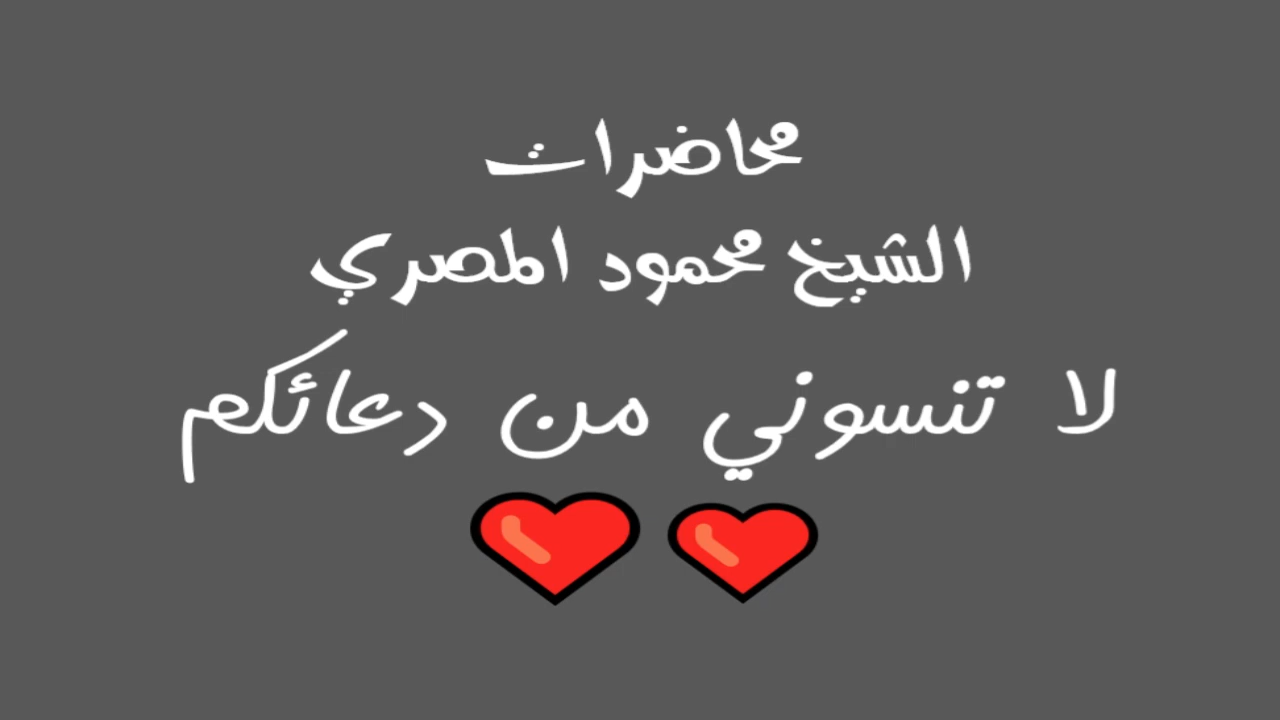 محاضرات
الشيخ محمود المصري
لا تنسوني من دعائكم